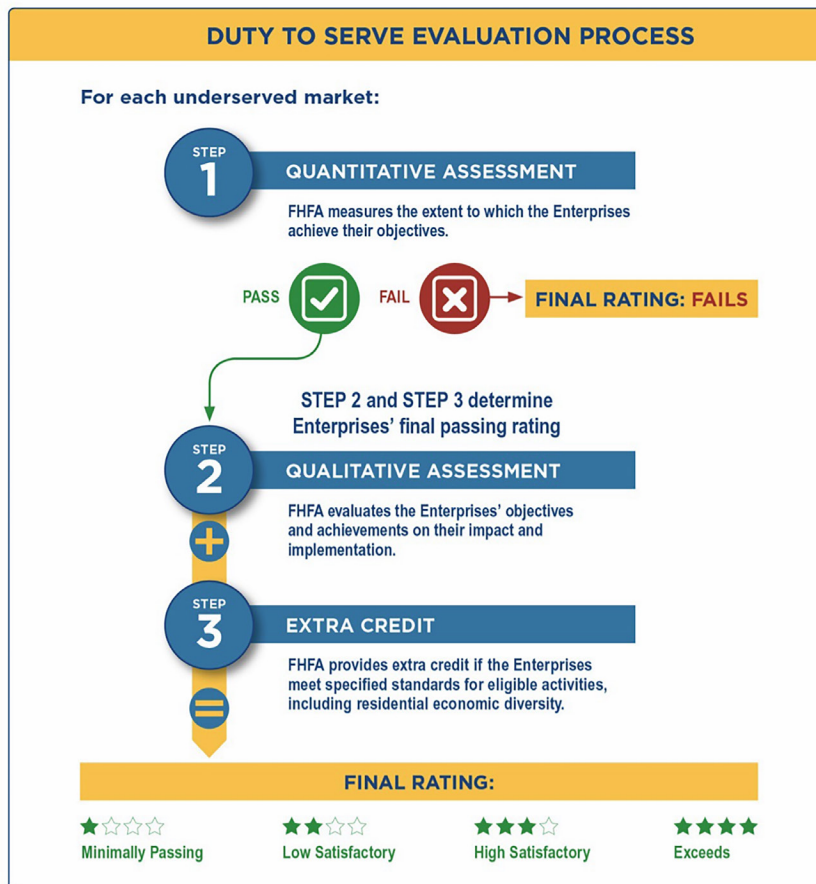 DUTY TO SERVE EVALUATION PROCESS
For each underserved market:
STEP
1
QUANTITATIVE ASSESSMENT
FHFA measures the extent to which the Enterprises
achieve their objectives.
PASS
FAIL
FINAL RATING: FAILS
STEP 2 and STEP 3 determine
Enterprises’ final passing rating
STEP
2
QUALITATIVE ASSESSMENT
FHFA evaluates the Enterprises’ objectives
and achievements on their impact and
implementation.
STEP
3
EXTRA CREDIT
FHFA provides extra credit if the Enterprises
meet specified standards for eligible activities,
including residential economic diversity.
FINAL RATING:
Minimally Passing
Low Satisfactory
High Satisfactory
Exceeds